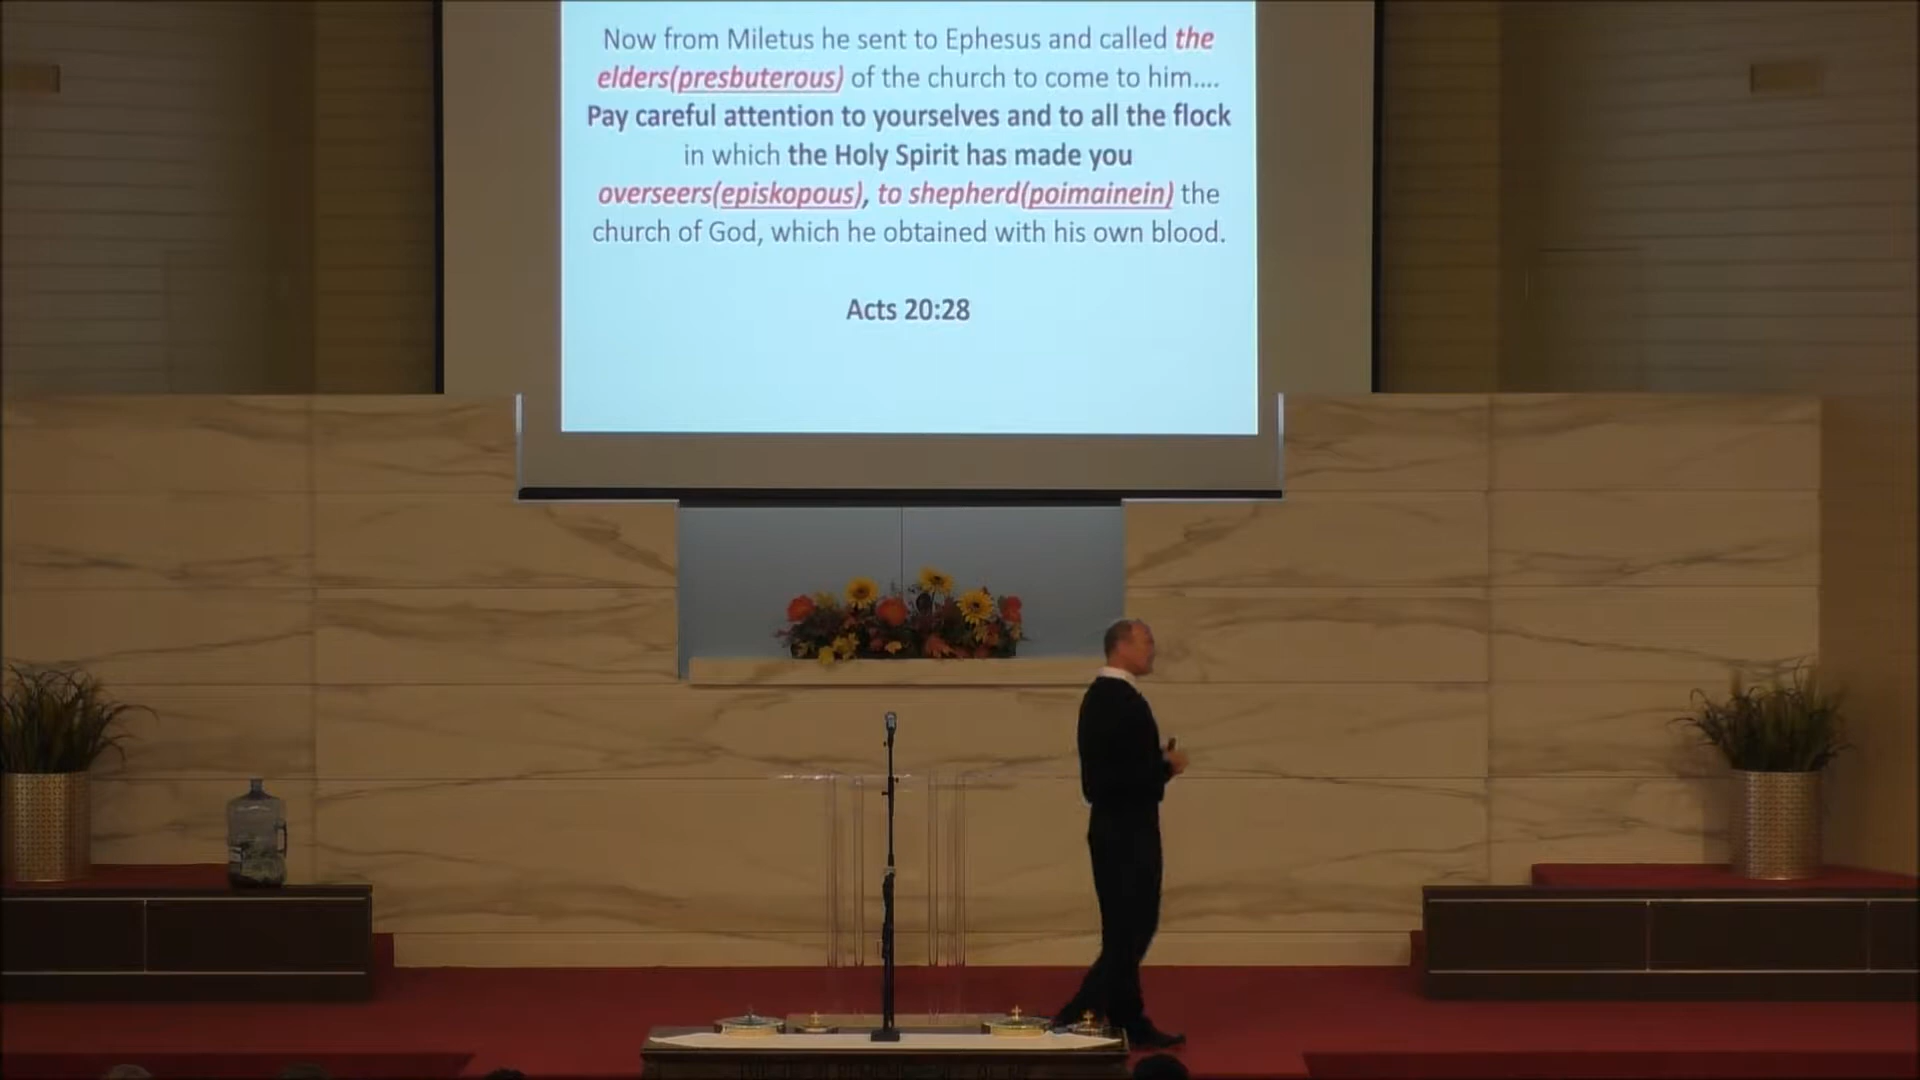 Now from Miletus he sent to Ephesus and called the
elders(presbuterous) of the church to come to him....
Pay careful attention to yourselves and to all the flock
in which the Holy Spirit has made you
overseers(episkopous), to shepherd(poimainein) the
church of God, which he obtained with his own blood.
Acts 20:28